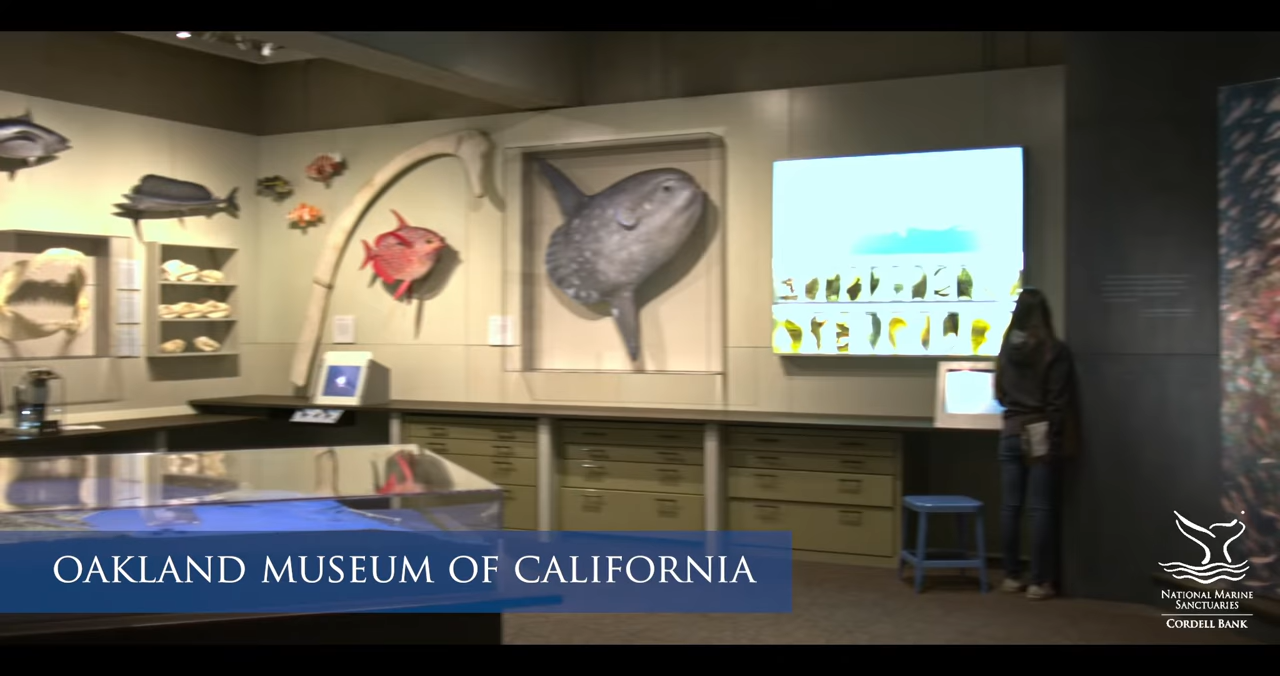 OAKLAND MUSEUM OF CALIFORNIA
NATIONAL MARINE
SANCTUARIES
CORDELL BANK